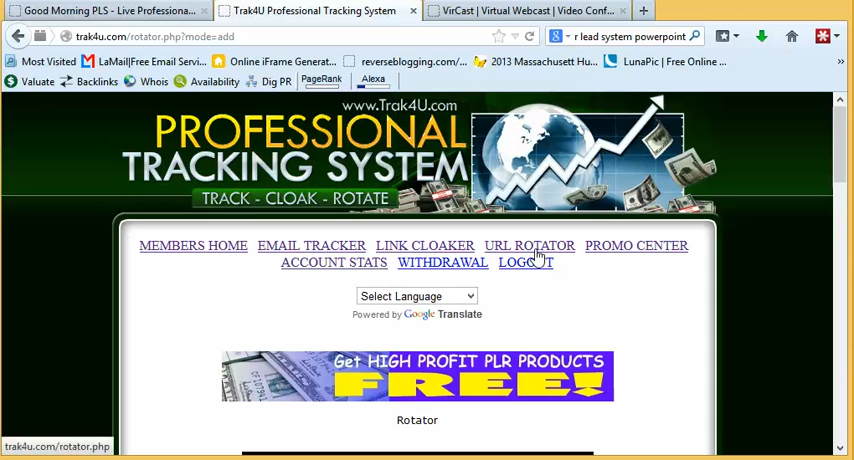 Good Morning PLS - Live Professiona...
Trak4U Professional Tracking System
VirCast | Virtual Webcast | Video Conf...
trak4u.com/rotator.php?mode=add
r lead system powerpoint
Most Visited
LaMail|Free Email Servi...
Online iFrame Generat...
reverseblogging.com/...
2013 Massachusett Hu...
LunaPic | Free Online ...
Valuate
Backlinks
Whois
Availability
Dig PR
PageRank
Alexa
www.Trak4U.com
PROFESSIONAL
TRACKING SYSTEM
TRACK - CLOAK - ROTATE
MEMBERS HOME EMAIL TRACKER LINK CLOAKER URL ROTATOR PROMO CENTER
ACCOUNT STATS WITHDRAWAL LOGOUT
Select Language
Powered by Google Translate
Get HIGH PROFIT PLR PRODUCTS
FREE!
Rotator
trak4u.com/rotator.php